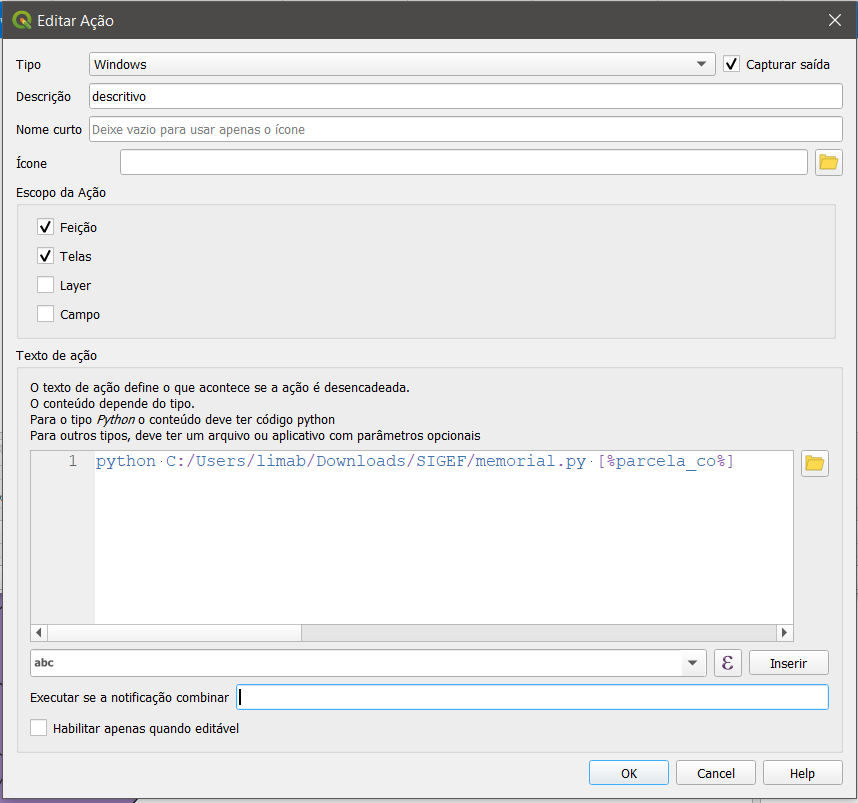 Editar Ação
Tipo Windows Capturar saída
Descrição descritivo
Nome curto Deixe vazio para usar apenas o ícone
Ícone
Escopo da Ação
Feição
Telas
Layer
Campo
Texto de ação
O texto de ação define o que acontece se a ação é desencadeada.
O conteúdo depende do tipo.
Para o tipo Python o conteúdo deve ter código python
Para outros tipos, deve ter um arquivo ou aplicativo com parâmetros opcionais
1 python C:/Users/limab/Downloads/SIGEF/memorial.py [%parcela_co%]
abc ε Inserir
Executar se a notificação combinar
Habilitar apenas quando editável
OK Cancel Help